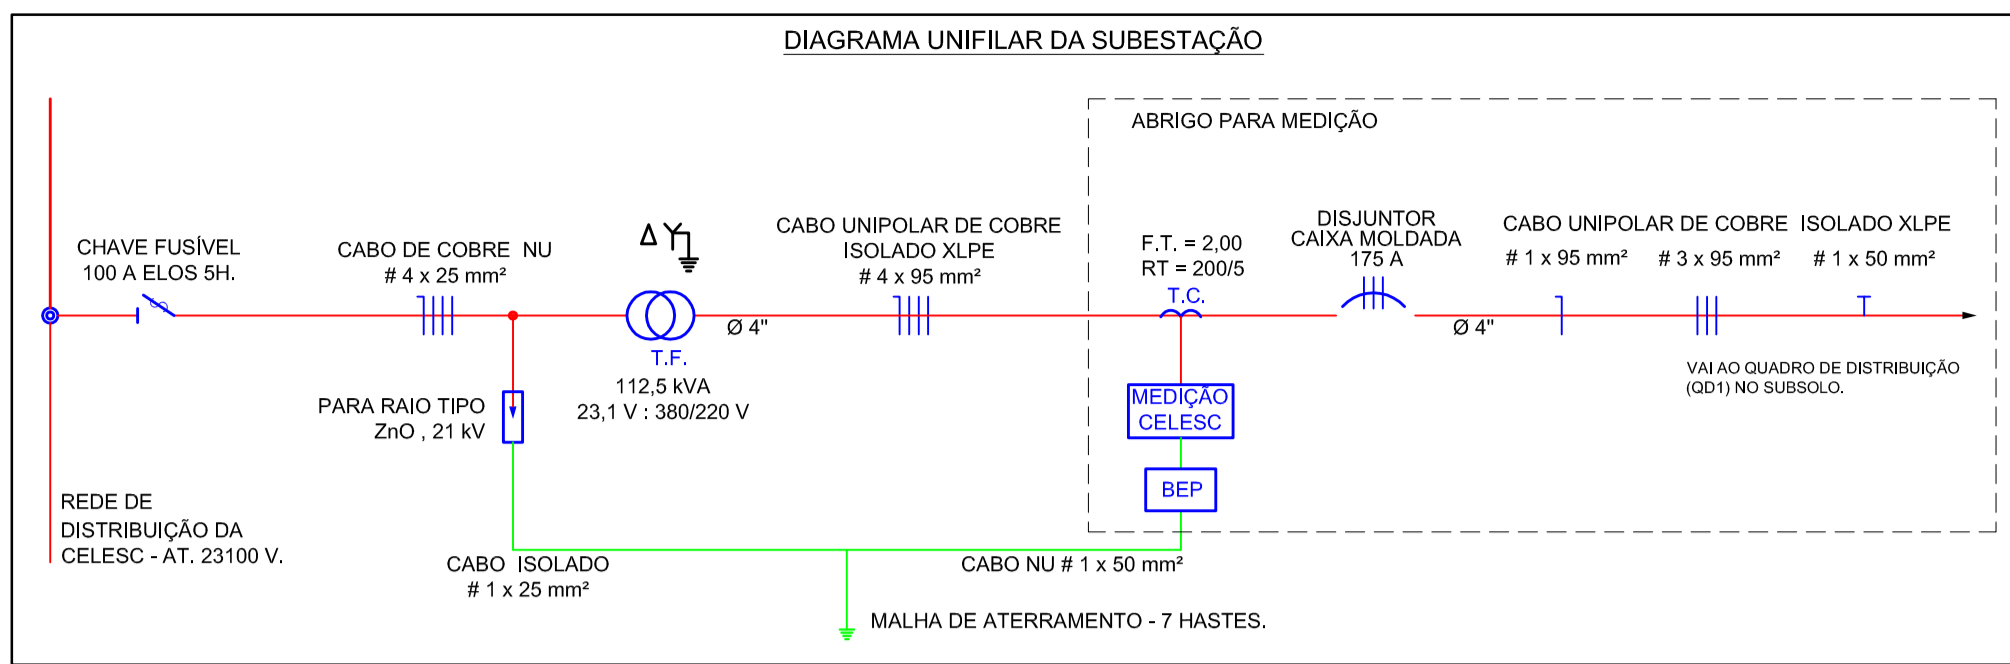 DIAGRAMA UNIFILAR DA SUBESTAÇÃO
ABRIGO PARA MEDIÇÃO
CHAVE FUSÍVEL
100 A ELOS 5H.
CABO DE COBRE NU
# 4 x 25 mm²
CABO UNIPOLAR DE COBRE
ISOLADO XLPE
# 4 x 95 mm²
F.T. = 2,00
RT = 200/5
T.C.
DISJUNTOR
CAIXA MOLDADA
175 A
CABO UNIPOLAR DE COBRE ISOLADO XLPE
# 1 x 95 mm² # 3 x 95 mm² # 1 x 50 mm²
Ø 4"
Ø 4"
T.F.
112,5 kVA
23,1 V : 380/220 V
PARA RAIO TIPO
ZnO , 21 kV
MEDIÇÃO
CELESC
BEP
VAI AO QUADRO DE DISTRIBUIÇÃO
(QD1) NO SUBSOLO.
REDE DE
DISTRIBUIÇÃO DA
CELESC - AT. 23100 V.
CABO ISOLADO
# 1 x 25 mm²
CABO NU # 1 x 50 mm²
MALHA DE ATERRAMENTO - 7 HASTES.